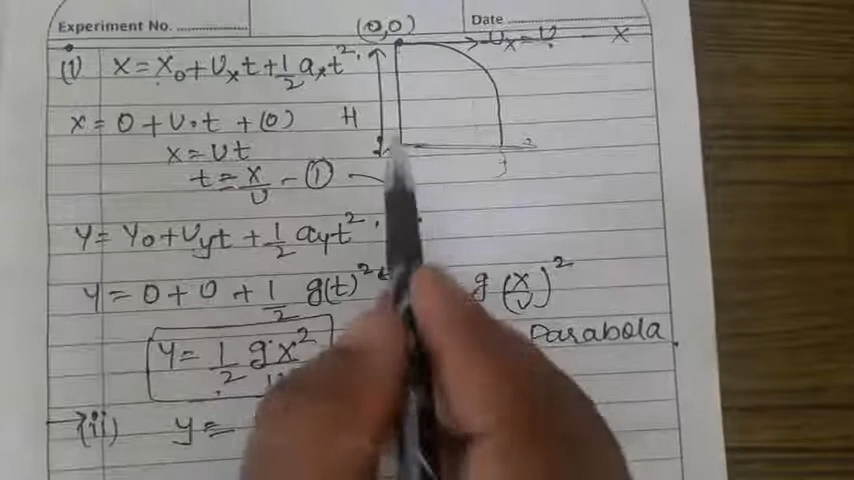 Experiment No. ............
Date ............
(0,0)
Ux = U X
(i) x = x₀ + Uxt + 1/2 axt².
x = 0 + U·t + (0) H
x = Ut
t = x/U - ①
y = y₀ + Uyt + 1/2 ayt².
y = 0 + 0 + 1/2 g(t)² g (x/U)²
y = 1/2 gx²
Parabola
(ii) y =